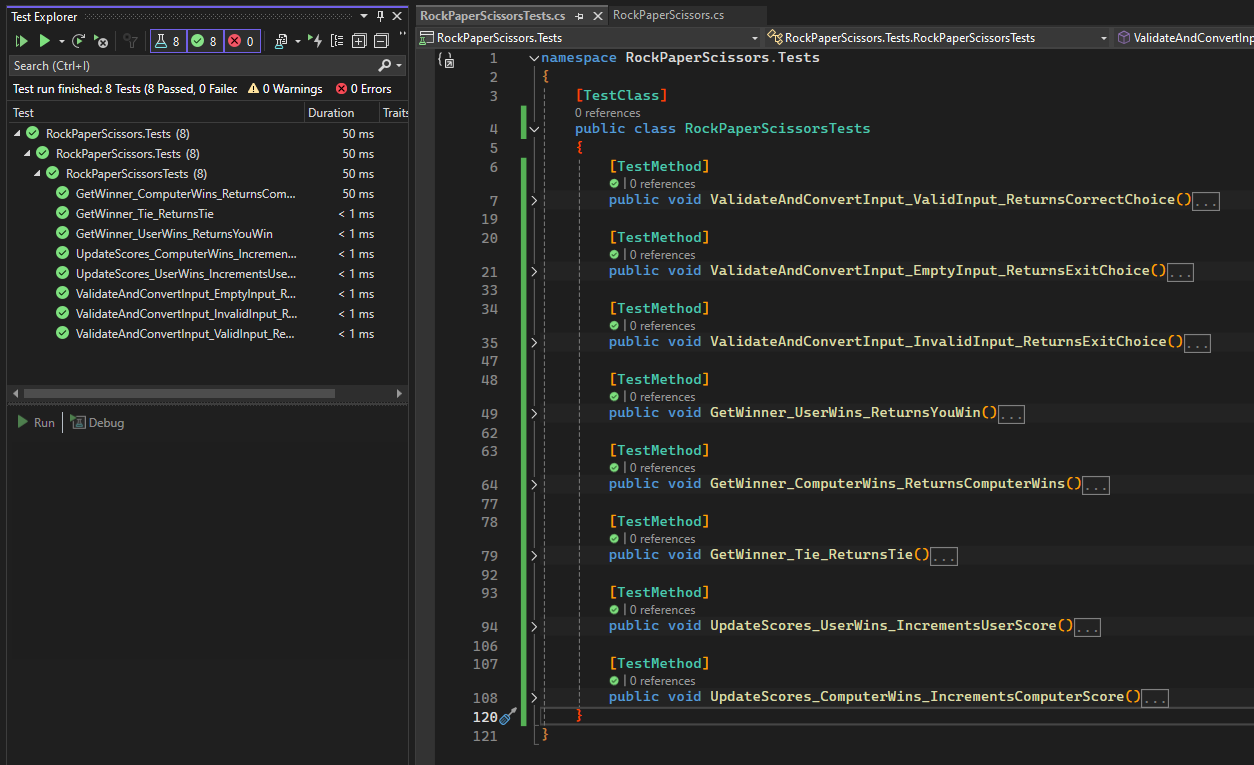 Test Explorer
8 8 0
Search (Ctrl+I)
Test run finished: 8 Tests (8 Passed, 0 Failed 0 Warnings 0 Errors
Test Duration Traits
RockPaperScissors.Tests (8) 50 ms
RockPaperScissors.Tests (8) 50 ms
RockPaperScissorsTests (8) 50 ms
GetWinner_ComputerWins_ReturnsCom... 50 ms
GetWinner_Tie_ReturnsTie < 1 ms
GetWinner_UserWins_ReturnsYouWin < 1 ms
UpdateScores_ComputerWins_Incremen... < 1 ms
UpdateScores_UserWins_IncrementsUse... < 1 ms
ValidateAndConvertInput_EmptyInput_R... < 1 ms
ValidateAndConvertInput_InvalidInput_R... < 1 ms
ValidateAndConvertInput_ValidInput_Re... < 1 ms
Run Debug
RockPaperScissorsTests.cs RockPaperScissors.cs
RockPaperScissors.Tests RockPaperScissors.Tests.RockPaperScissorsTests ValidateAndConvertInp
1 namespace RockPaperScissors.Tests
2 {
3 [TestClass]
0 references
4 public class RockPaperScissorsTests
5 {
6 [TestMethod]
| 0 references
7 public void ValidateAndConvertInput_ValidInput_ReturnsCorrectChoice()...
19
20 [TestMethod]
| 0 references
21 public void ValidateAndConvertInput_EmptyInput_ReturnsExitChoice()...
33
34 [TestMethod]
| 0 references
35 public void ValidateAndConvertInput_InvalidInput_ReturnsExitChoice()...
47
48 [TestMethod]
| 0 references
49 public void GetWinner_UserWins_ReturnsYouWin()...
62
63 [TestMethod]
| 0 references
64 public void GetWinner_ComputerWins_ReturnsComputerWins()...
77
78 [TestMethod]
| 0 references
79 public void GetWinner_Tie_ReturnsTie()...
92
93 [TestMethod]
| 0 references
94 public void UpdateScores_UserWins_IncrementsUserScore()...
106
107 [TestMethod]
| 0 references
108 public void UpdateScores_ComputerWins_IncrementsComputerScore()...
120 }
121 }